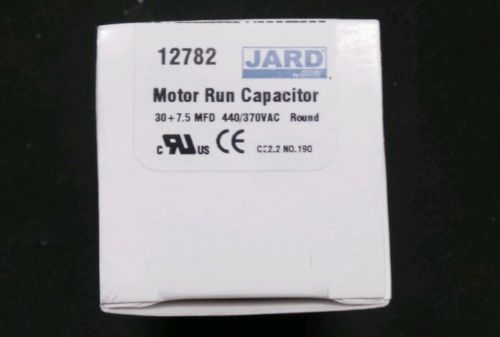 12782 JARD
Motor Run Capacitor
30+7.5 MFD 440/370VAC Round
C US CE C22.2 NO.190